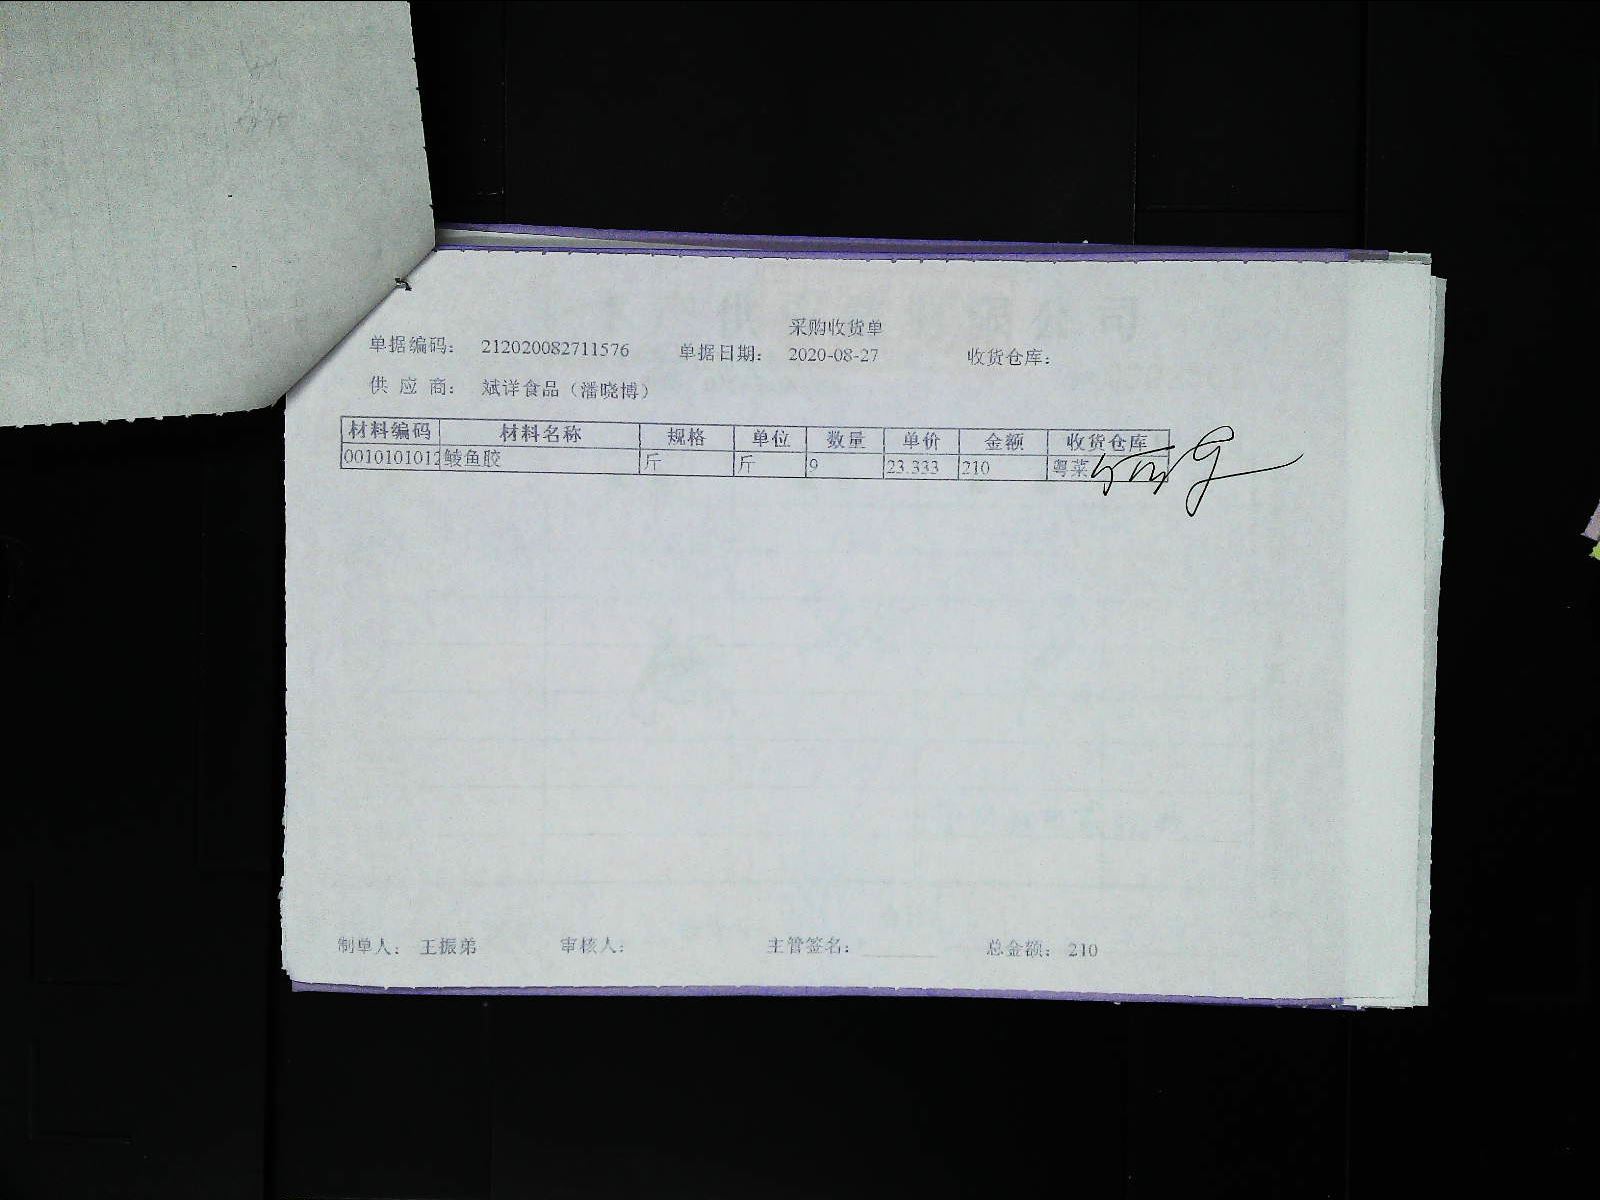 采购收货单
单据编码： 212020082711576 单据日期： 2020-08-27 收货仓库：
供 应 商： 斌详食品（潘晓博）
材料编码 材料名称 规格 单位 数量 单价 金额 收货仓库
0010101012 鲮鱼胶 斤 斤 9 23.333 210 粤菜
制单人： 王振弟 审核人： 主管签名： 总金额： 210